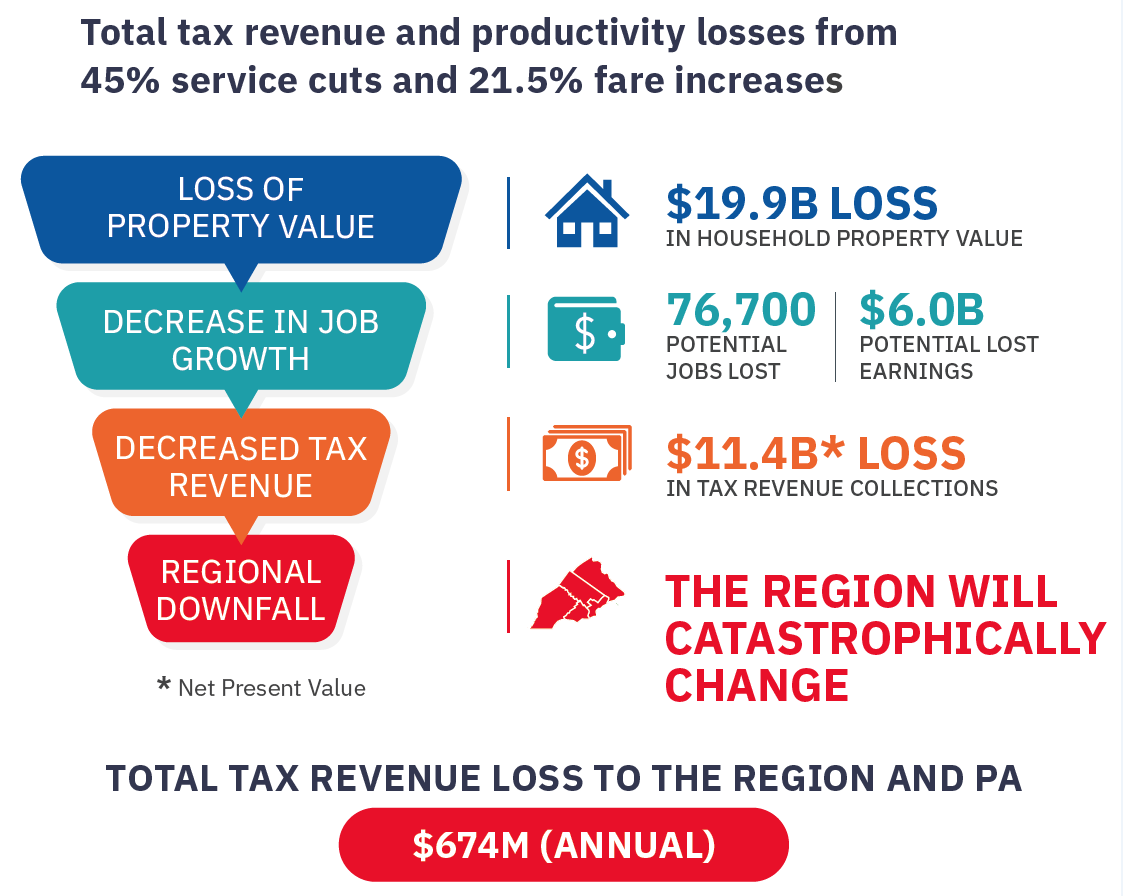 Total tax revenue and productivity losses from
45% service cuts and 21.5% fare increases
LOSS OF
PROPERTY VALUE
$19.9B LOSS
IN HOUSEHOLD PROPERTY VALUE
DECREASE IN JOB
GROWTH
$
76,700
POTENTIAL
JOBS LOST
$6.0B
POTENTIAL LOST
EARNINGS
DECREASED TAX
REVENUE
$
$11.4B* LOSS
IN TAX REVENUE COLLECTIONS
REGIONAL
DOWNFALL
THE REGION WILL
CATASTROPHICALLY
CHANGE
* Net Present Value
TOTAL TAX REVENUE LOSS TO THE REGION AND PA
$674M (ANNUAL)